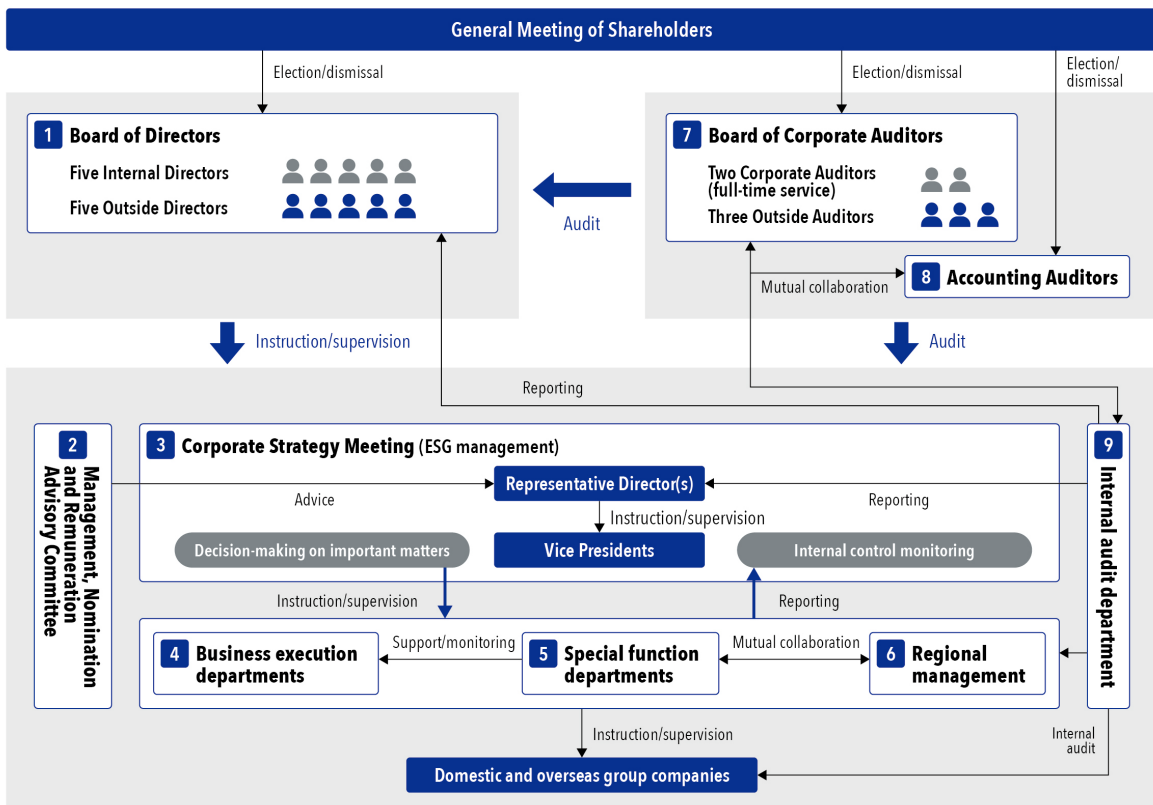 General Meeting of Shareholders
Election/dismissal
Election/dismissal
Election/
dismissal
1 Board of Directors
Five Internal Directors
Five Outside Directors
Audit
7 Board of Corporate Auditors
Two Corporate Auditors
(full-time service)
Three Outside Auditors
Mutual collaboration
8 Accounting Auditors
Instruction/supervision
Audit
Reporting
2
Management, Nomination
and Remuneration
Advisory Committee
3 Corporate Strategy Meeting (ESG management)
Advice
Representative Director(s)
Reporting
Instruction/supervision
Decision-making on important matters
Vice Presidents
Internal control monitoring
Instruction/supervision
Reporting
4 Business execution
departments
Support/monitoring
5 Special function
departments
Mutual collaboration
6 Regional
management
9
Internal audit department
Instruction/supervision
Internal
audit
Domestic and overseas group companies